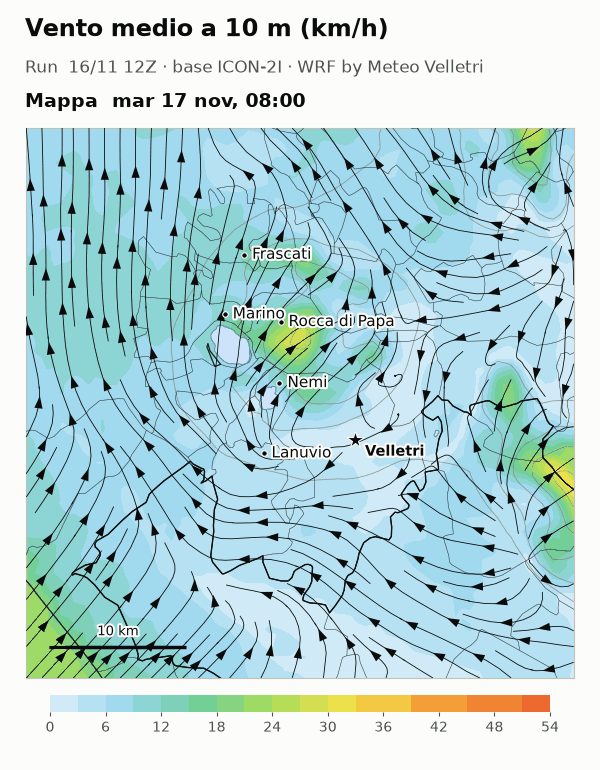 Vento medio a 10 m (km/h)
Run  16/11 12Z · base ICON-2I · WRF by Meteo Velletri
Mappa  mar 17 nov, 08:00
Frascati
Marino
Rocca di Papa
Nemi
Lanuvio
Velletri
10 km
0 6 12 18 24 30 36 42 48 54